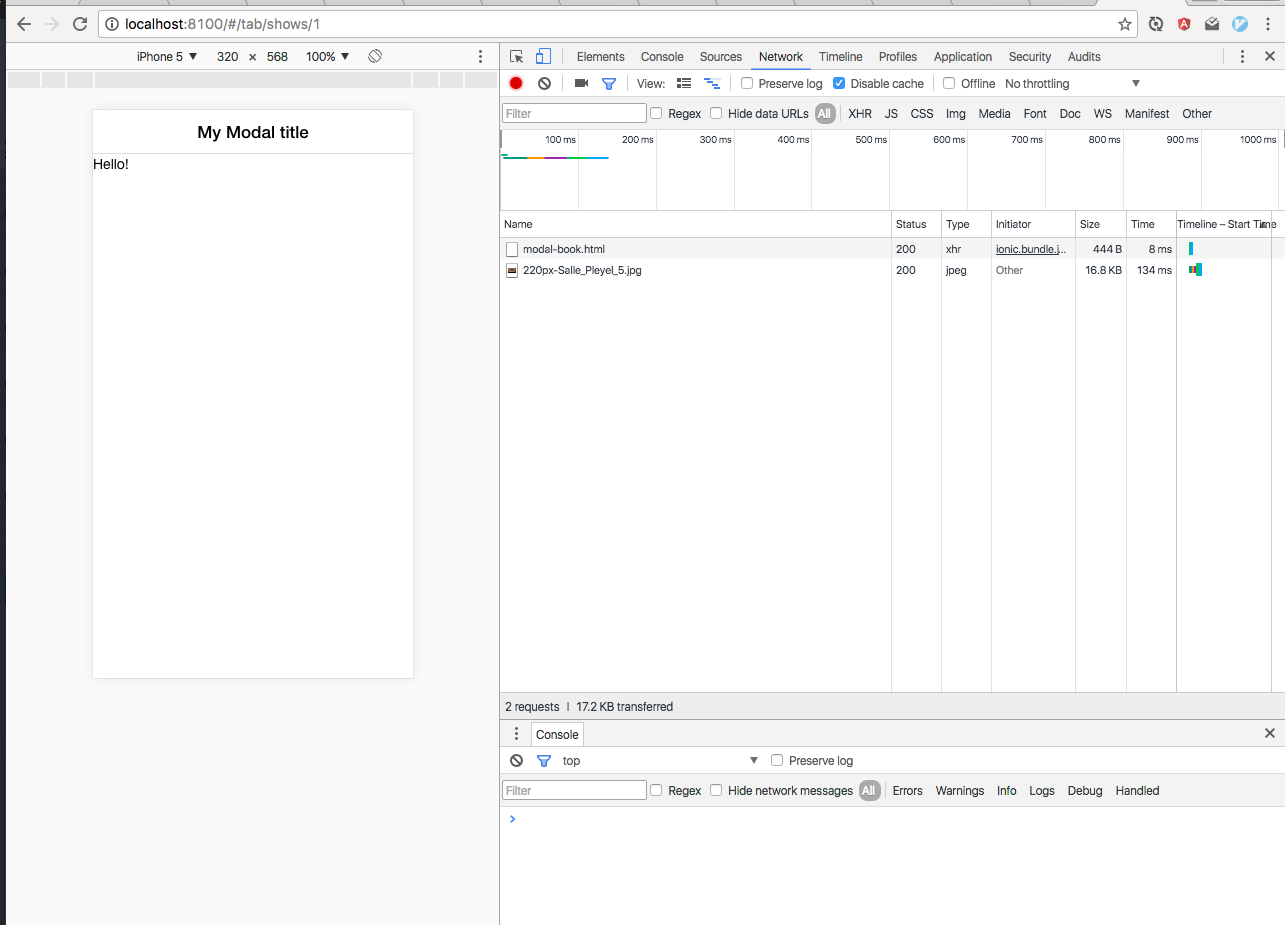 localhost:8100/#/tab/shows/1
iPhone 5 ▼ 320 × 568 100% ▼
My Modal title
Hello!
Elements Console Sources Network Timeline Profiles Application Security Audits
View: Preserve log Disable cache Offline No throttling ▼
Filter Regex Hide data URLs All XHR JS CSS Img Media Font Doc WS Manifest Other
100 ms 200 ms 300 ms 400 ms 500 ms 600 ms 700 ms 800 ms 900 ms 1000 ms
Name Status Type Initiator Size Time Timeline – Start Time
modal-book.html 200 xhr ionic.bundle.j... 444 B 8 ms
220px-Salle_Pleyel_5.jpg 200 jpeg Other 16.8 KB 134 ms
2 requests | 17.2 KB transferred
Console
top ▼ Preserve log
Filter Regex Hide network messages All Errors Warnings Info Logs Debug Handled